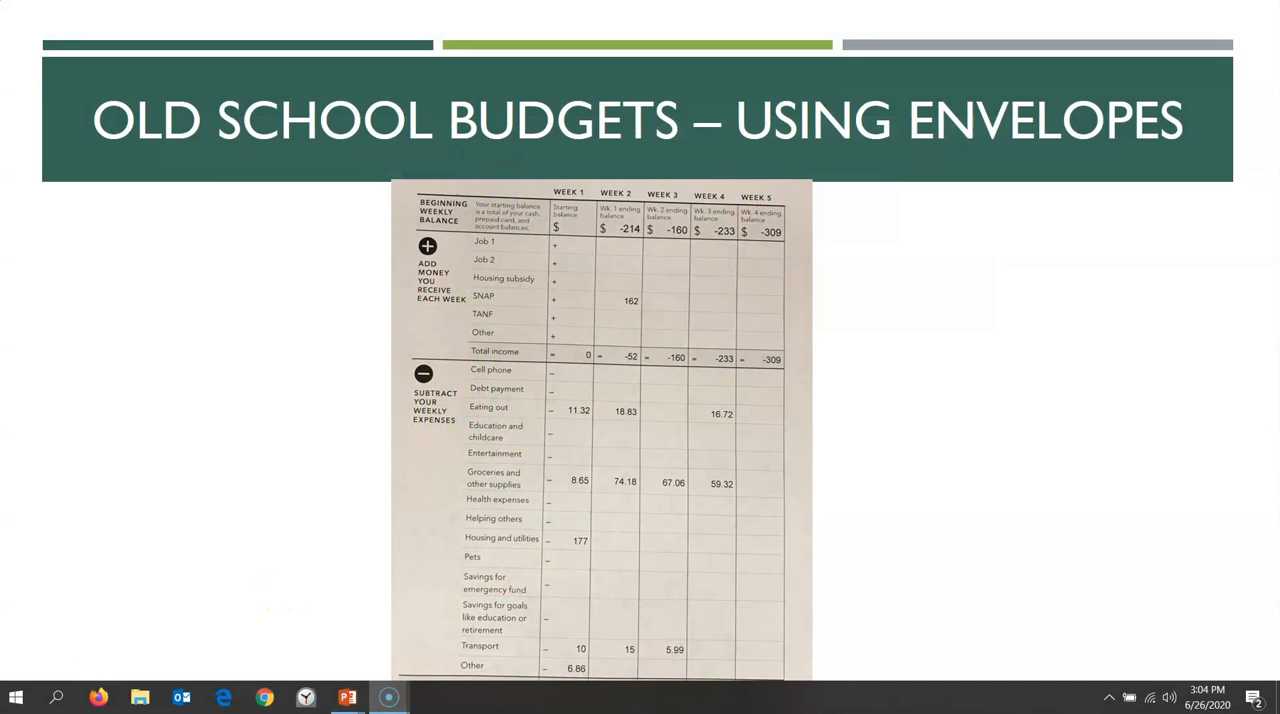 OLD SCHOOL BUDGETS – USING ENVELOPES
WEEK 1 WEEK 2 WEEK 3 WEEK 4 WEEK 5
BEGINNING WEEKLY BALANCE
Your starting balance is a total of your cash, prepaid card, and account balances.
Starting balance
$
Wk. 1 ending balance
$ -214
Wk. 2 ending balance
$ -160
Wk. 3 ending balance
$ -233
Wk. 4 ending balance
$ -309
+
ADD MONEY YOU RECEIVE EACH WEEK
Job 1 +
Job 2 +
Housing subsidy +
SNAP + 162
TANF +
Other +
Total income = 0 = -52 = -160 = -233 = -309
–
SUBTRACT YOUR WEEKLY EXPENSES
Cell phone –
Debt payment –
Eating out – 11.32 18.83 16.72
Education and childcare –
Entertainment –
Groceries and other supplies – 8.65 74.18 67.06 59.32
Health expenses –
Helping others –
Housing and utilities – 177
Pets –
Savings for emergency fund –
Savings for goals like education or retirement –
Transport – 10 15 5.99
Other – 6.86
3:04 PM
6/26/2020
2